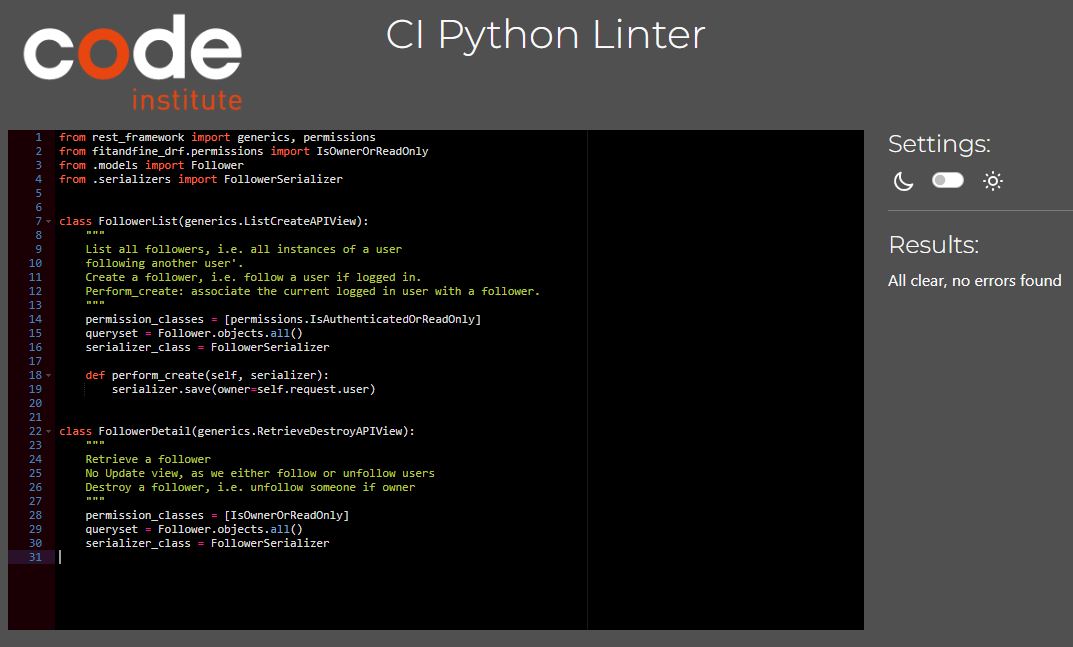 code
institute
CI Python Linter
1 from rest_framework import generics, permissions
2 from fitandfine_drf.permissions import IsOwnerOrReadOnly
3 from .models import Follower
4 from .serializers import FollowerSerializer
5
6
7 class FollowerList(generics.ListCreateAPIView):
8 """
9 List all followers, i.e. all instances of a user
10 following another user'.
11 Create a follower, i.e. follow a user if logged in.
12 Perform_create: associate the current logged in user with a follower.
13 """
14 permission_classes = [permissions.IsAuthenticatedOrReadOnly]
15 queryset = Follower.objects.all()
16 serializer_class = FollowerSerializer
17
18 def perform_create(self, serializer):
19 serializer.save(owner=self.request.user)
20
21
22 class FollowerDetail(generics.RetrieveDestroyAPIView):
23 """
24 Retrieve a follower
25 No Update view, as we either follow or unfollow users
26 Destroy a follower, i.e. unfollow someone if owner
27 """
28 permission_classes = [IsOwnerOrReadOnly]
29 queryset = Follower.objects.all()
30 serializer_class = FollowerSerializer
31
Settings:
Results:
All clear, no errors found